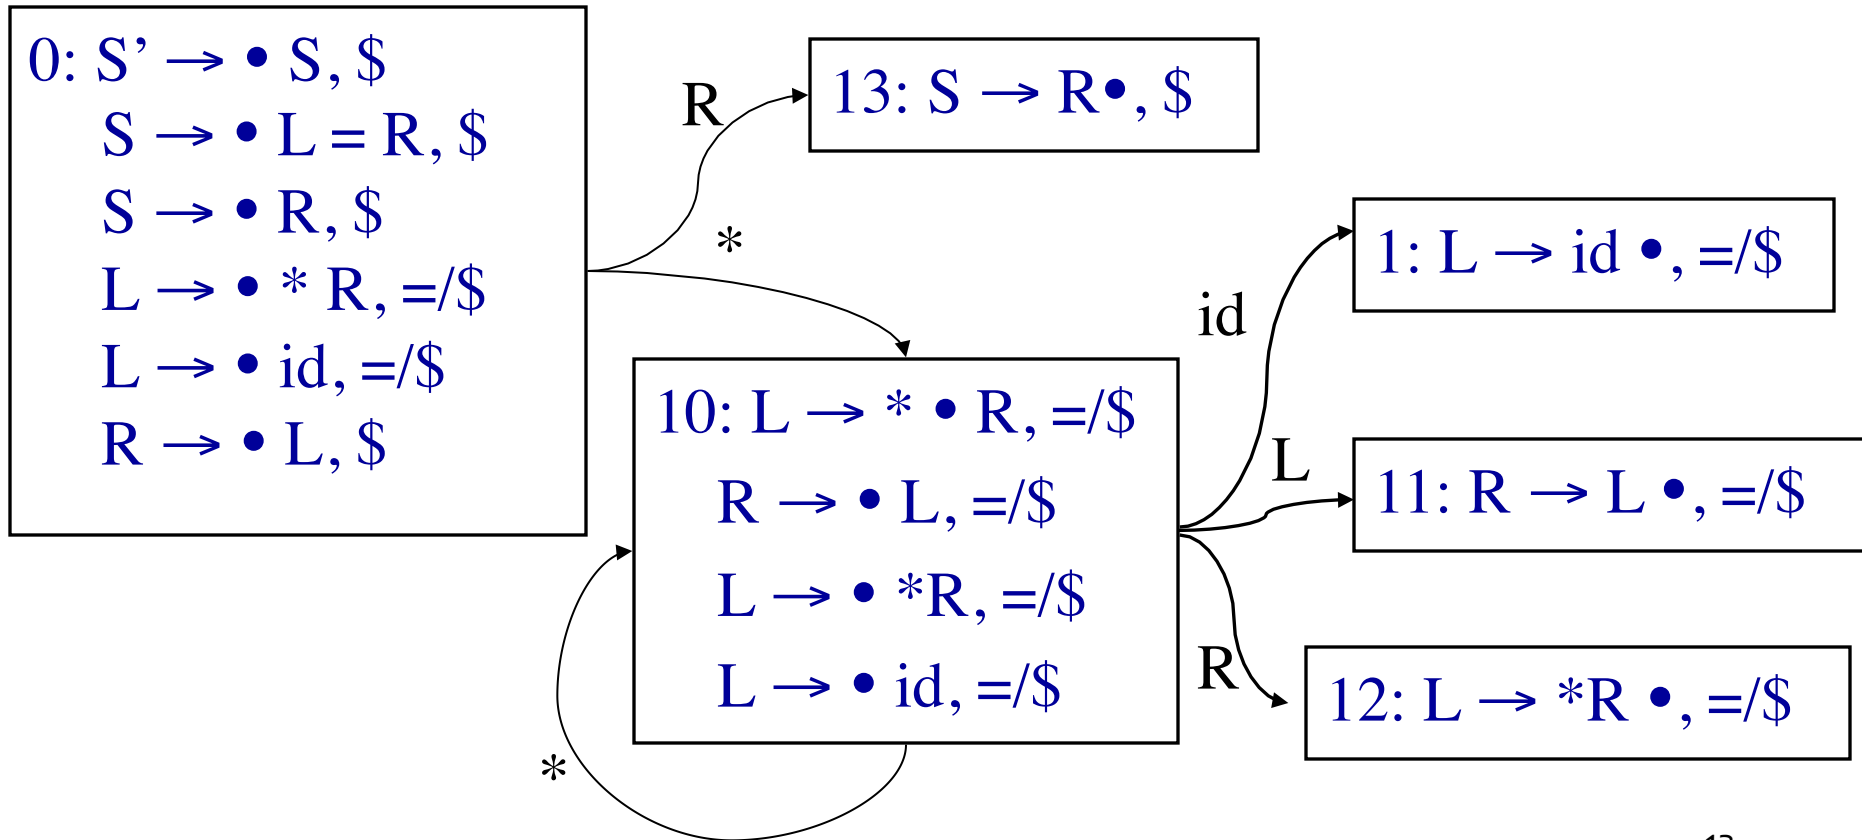 0: S’ → • S, $
S → • L = R, $
S → • R, $
L → • * R, =/$
L → • id, =/$
R → • L, $
R
13: S → R•, $
*
10: L → * • R, =/$
R → • L, =/$
L → • *R, =/$
L → • id, =/$
*
id
1: L → id •, =/$
L
11: R → L •, =/$
R
12: L → *R •, =/$